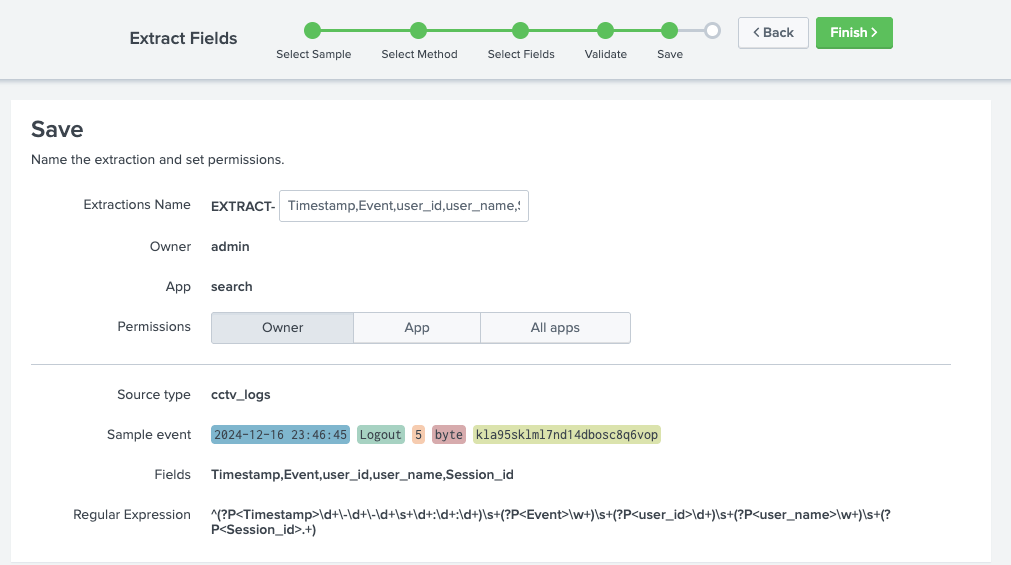 Extract Fields
Select Sample
Select Method
Select Fields
Validate
Save
Back
Finish
Save
Name the extraction and set permissions.
Extractions Name EXTRACT- Timestamp,Event,user_id,user_name,S
Owner admin
App search
Permissions Owner App All apps
Source type cctv_logs
Sample event 2024-12-16 23:46:45 Logout 5 byte kla95sklml7nd14dbosc8q6vop
Fields Timestamp,Event,user_id,user_name,Session_id
Regular Expression ^(?P<Timestamp>\d+\-\d+\-\d+\s+\d+:\d+:\d+)\s+(?P<Event>\w+)\s+(?P<user_id>\d+)\s+(?P<user_name>\w+)\s+(?
P<Session_id>.+)